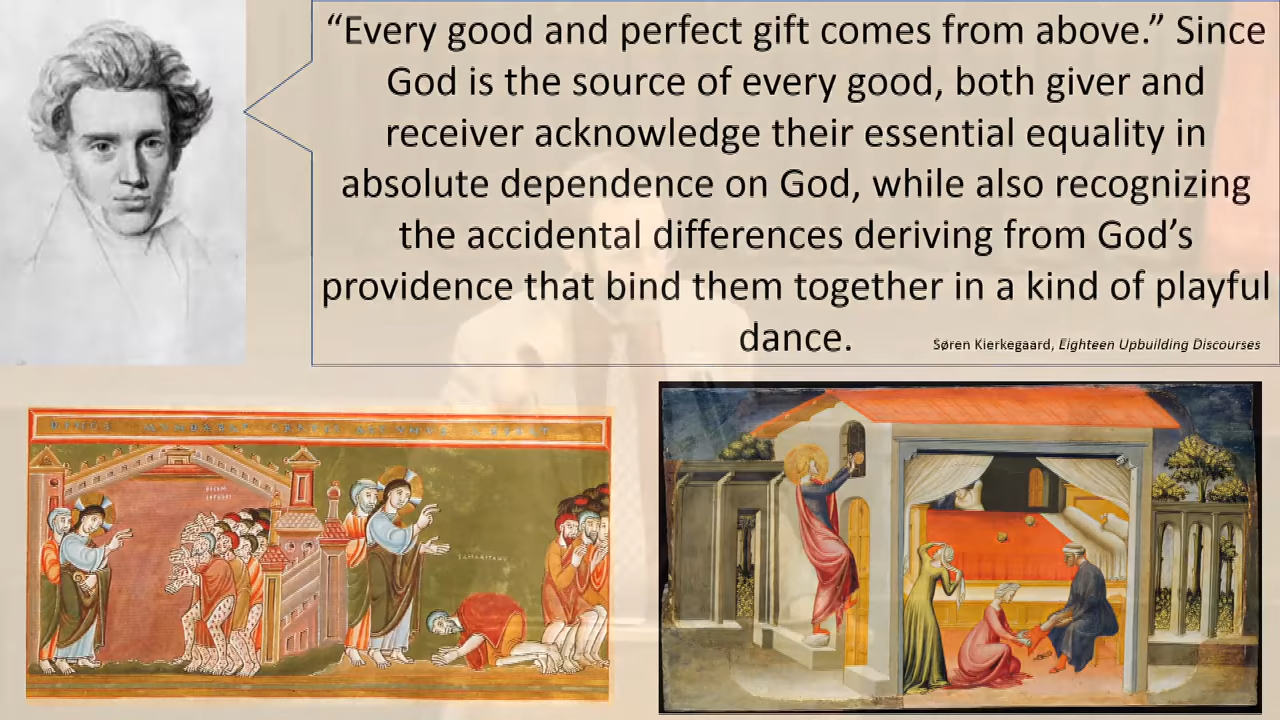 “Every good and perfect gift comes from above.” Since
God is the source of every good, both giver and
receiver acknowledge their essential equality in
absolute dependence on God, while also recognizing
the accidental differences deriving from God’s
providence that bind them together in a kind of playful
dance.
Søren Kierkegaard, Eighteen Upbuilding Discourses